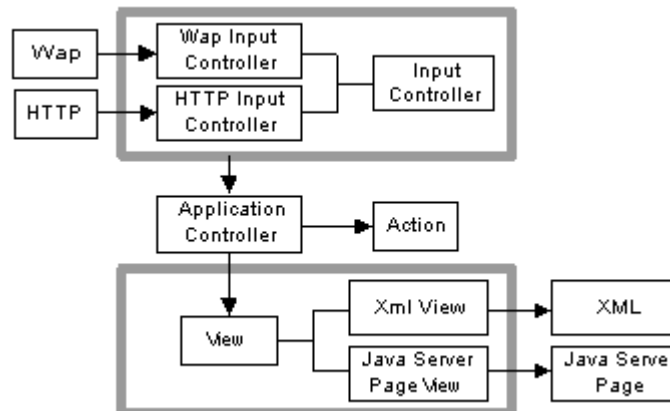 Wap
Wap Input
Controller
Input
Controller
HTTP
HTTP Input
Controller
Application
Controller
Action
View
Xml View
XML
Java Server
Page View
Java Server
Page